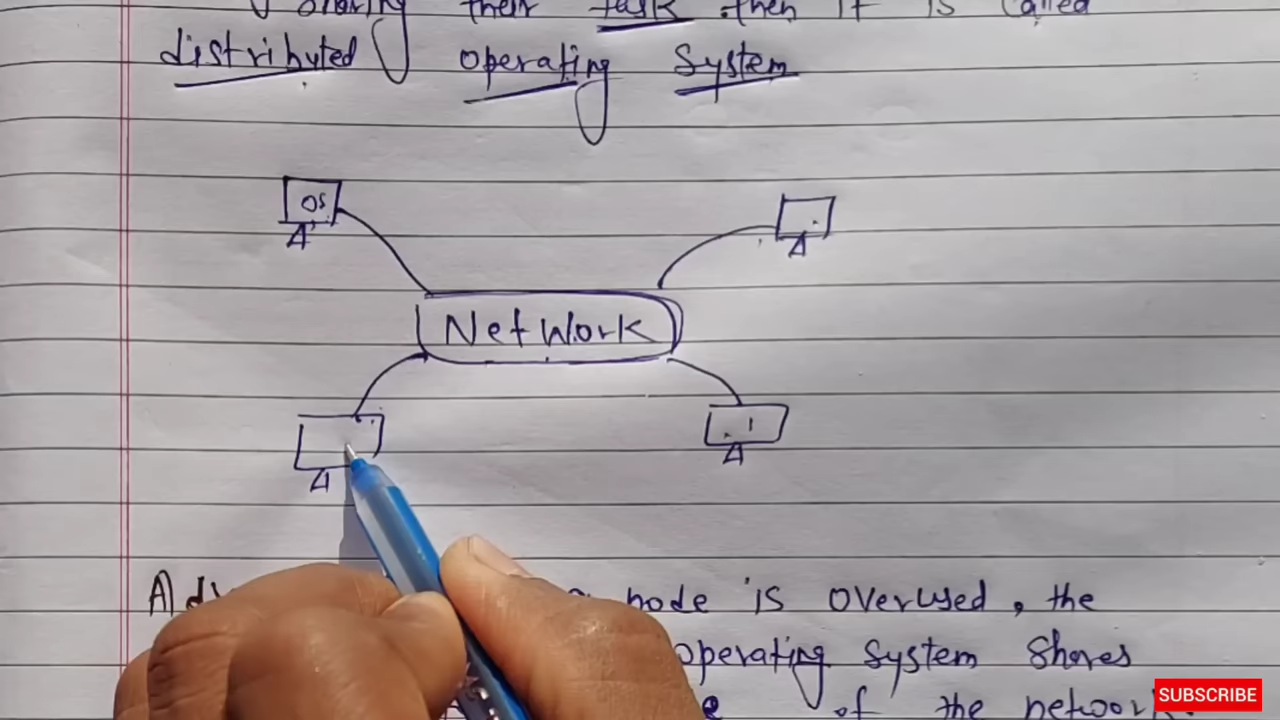 sharing their task then it is called
distributed operating System
OS
Network
node is overused, the
operating System Shares
of the network
SUBSCRIBE